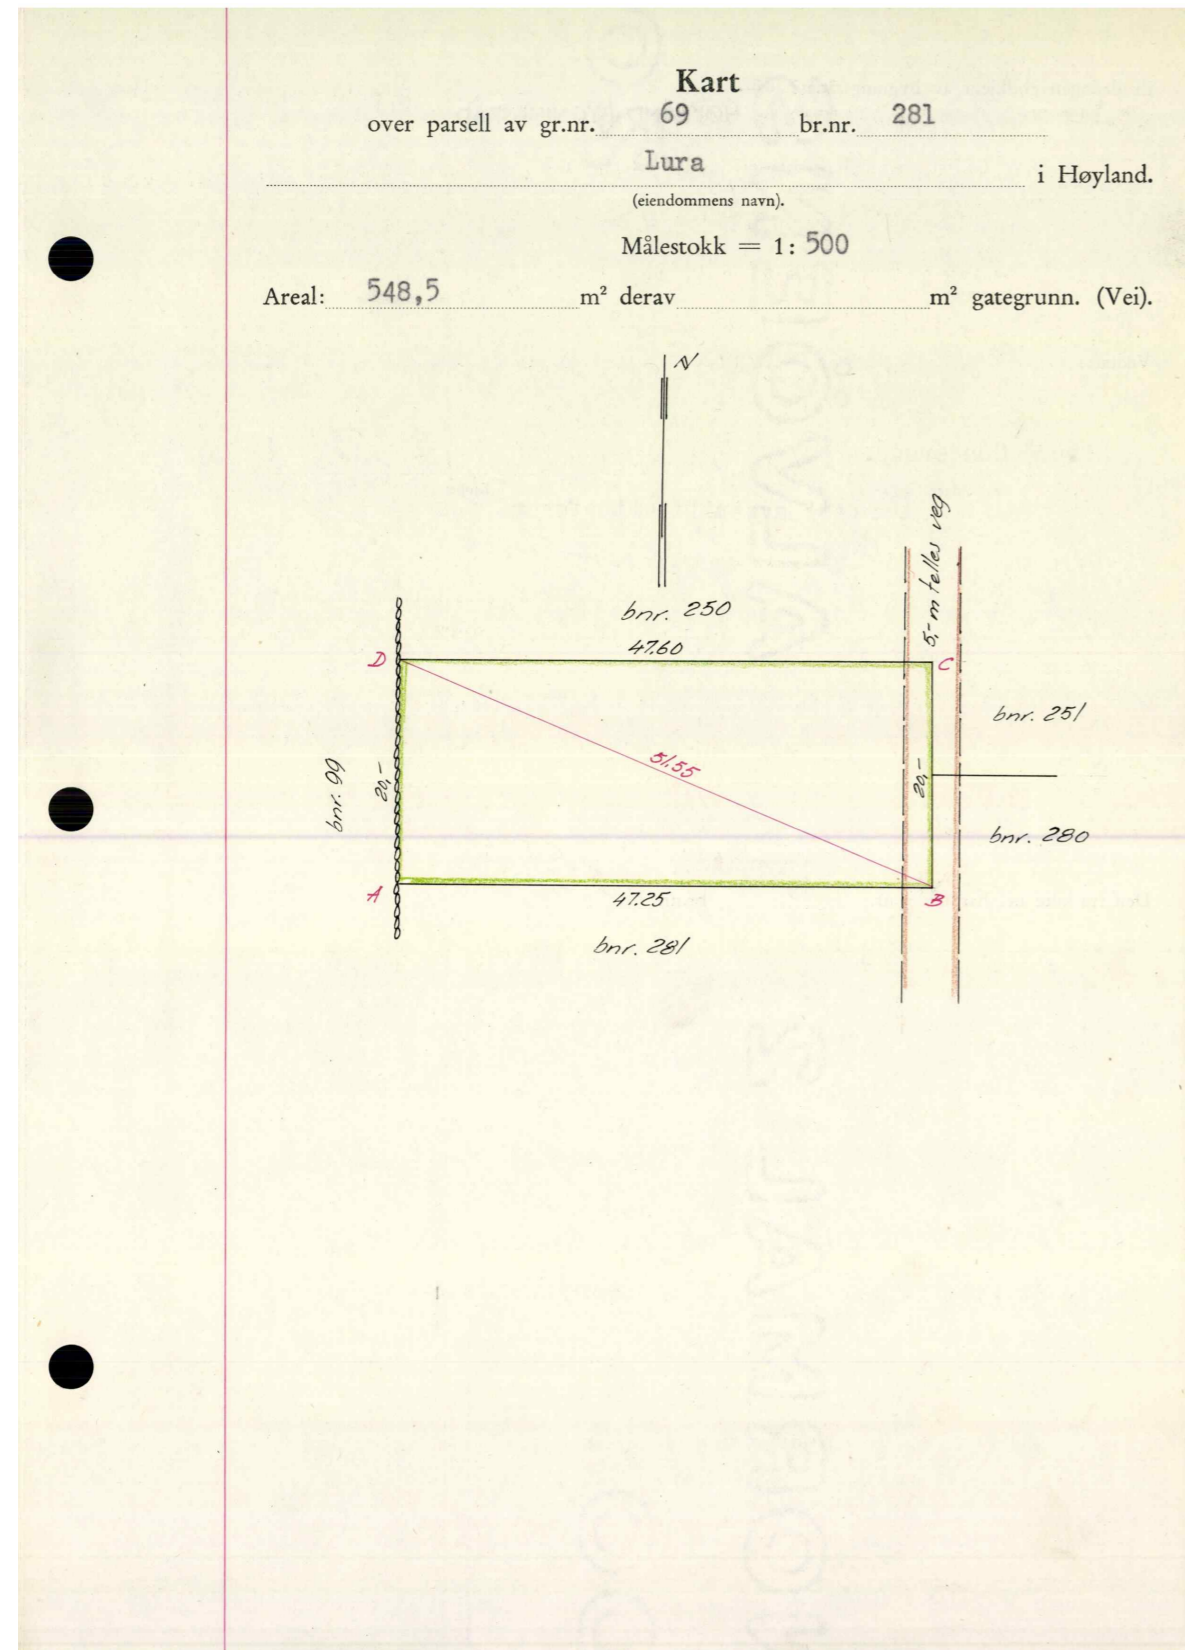 Kart
over parsell av gr.nr. 69 br.nr. 281
Lura i Høyland.
(eiendommens navn).
Målestokk = 1: 500
Areal: 548,5 m² derav m² gategrunn. (Vei).
N
5,- m felles veg
bnr. 250
47.60
D
C
bnr. 251
51.55
bnr. 99
20,-
20,-
bnr. 280
A
47.25
B
bnr. 281